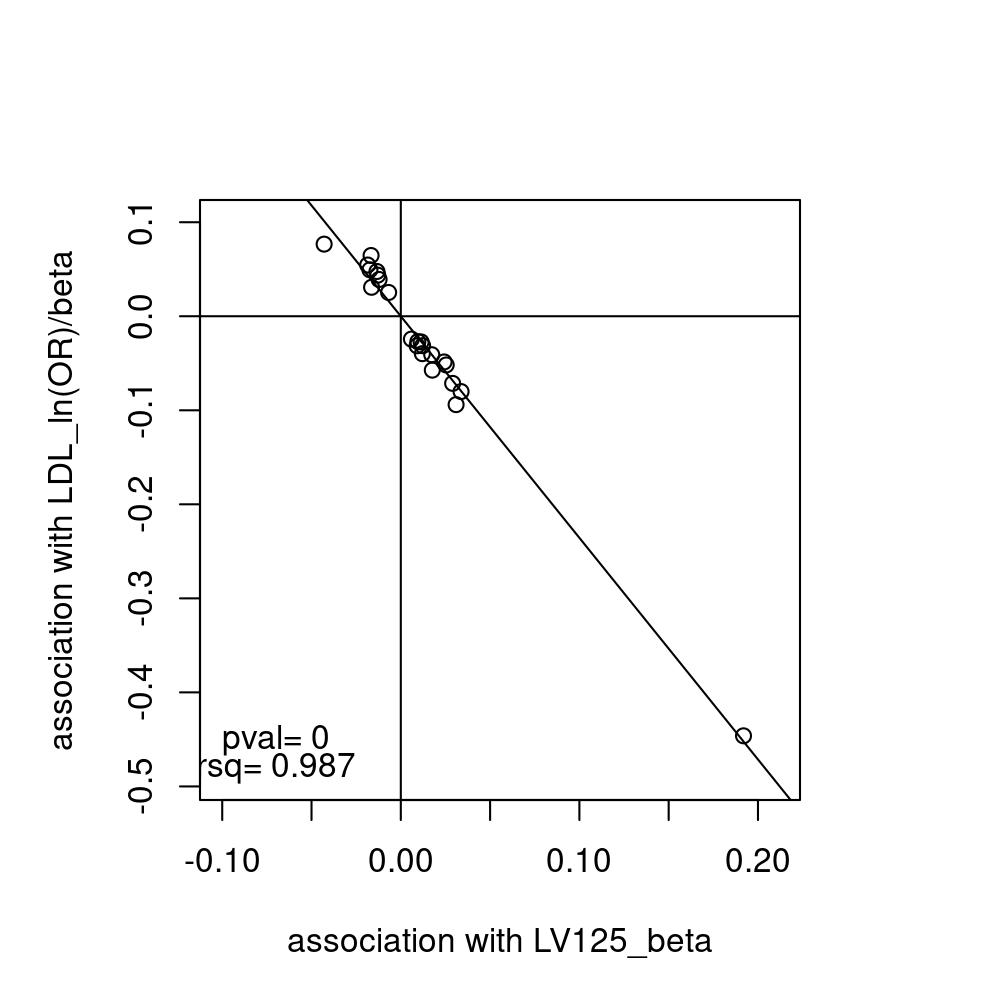 association with LDL_ln(OR)/beta
0.1
0.0
-0.1
-0.2
-0.3
-0.4
-0.5
pval= 0
rsq= 0.987
-0.10
0.00
0.10
0.20
association with LV125_beta